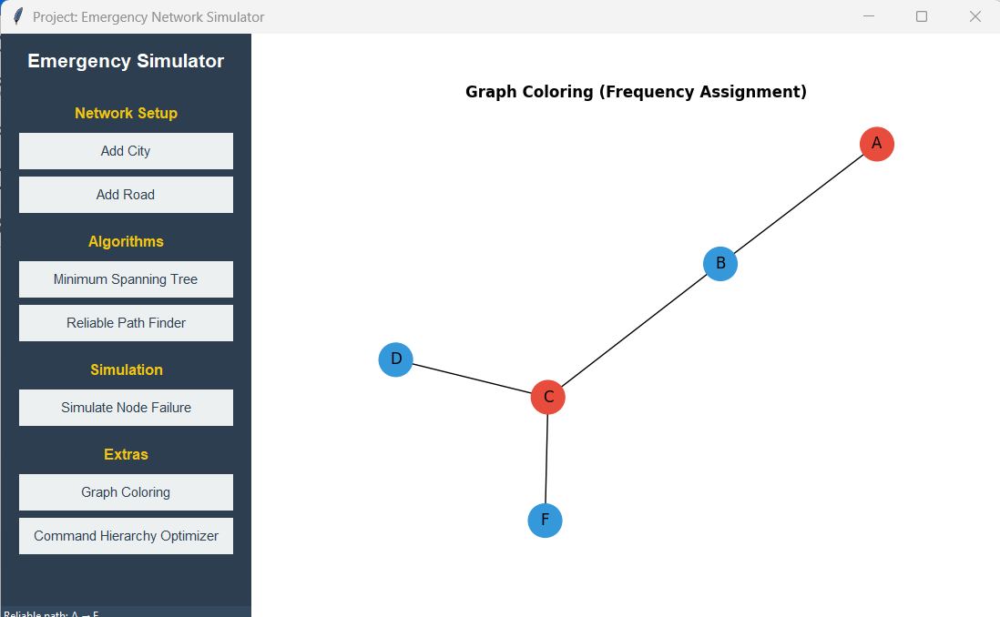 Project: Emergency Network Simulator
Emergency Simulator
Network Setup
Add City
Add Road
Algorithms
Minimum Spanning Tree
Reliable Path Finder
Simulation
Simulate Node Failure
Extras
Graph Coloring
Command Hierarchy Optimizer
Reliable path: A →
Graph Coloring (Frequency Assignment)
A
B
D
C
F